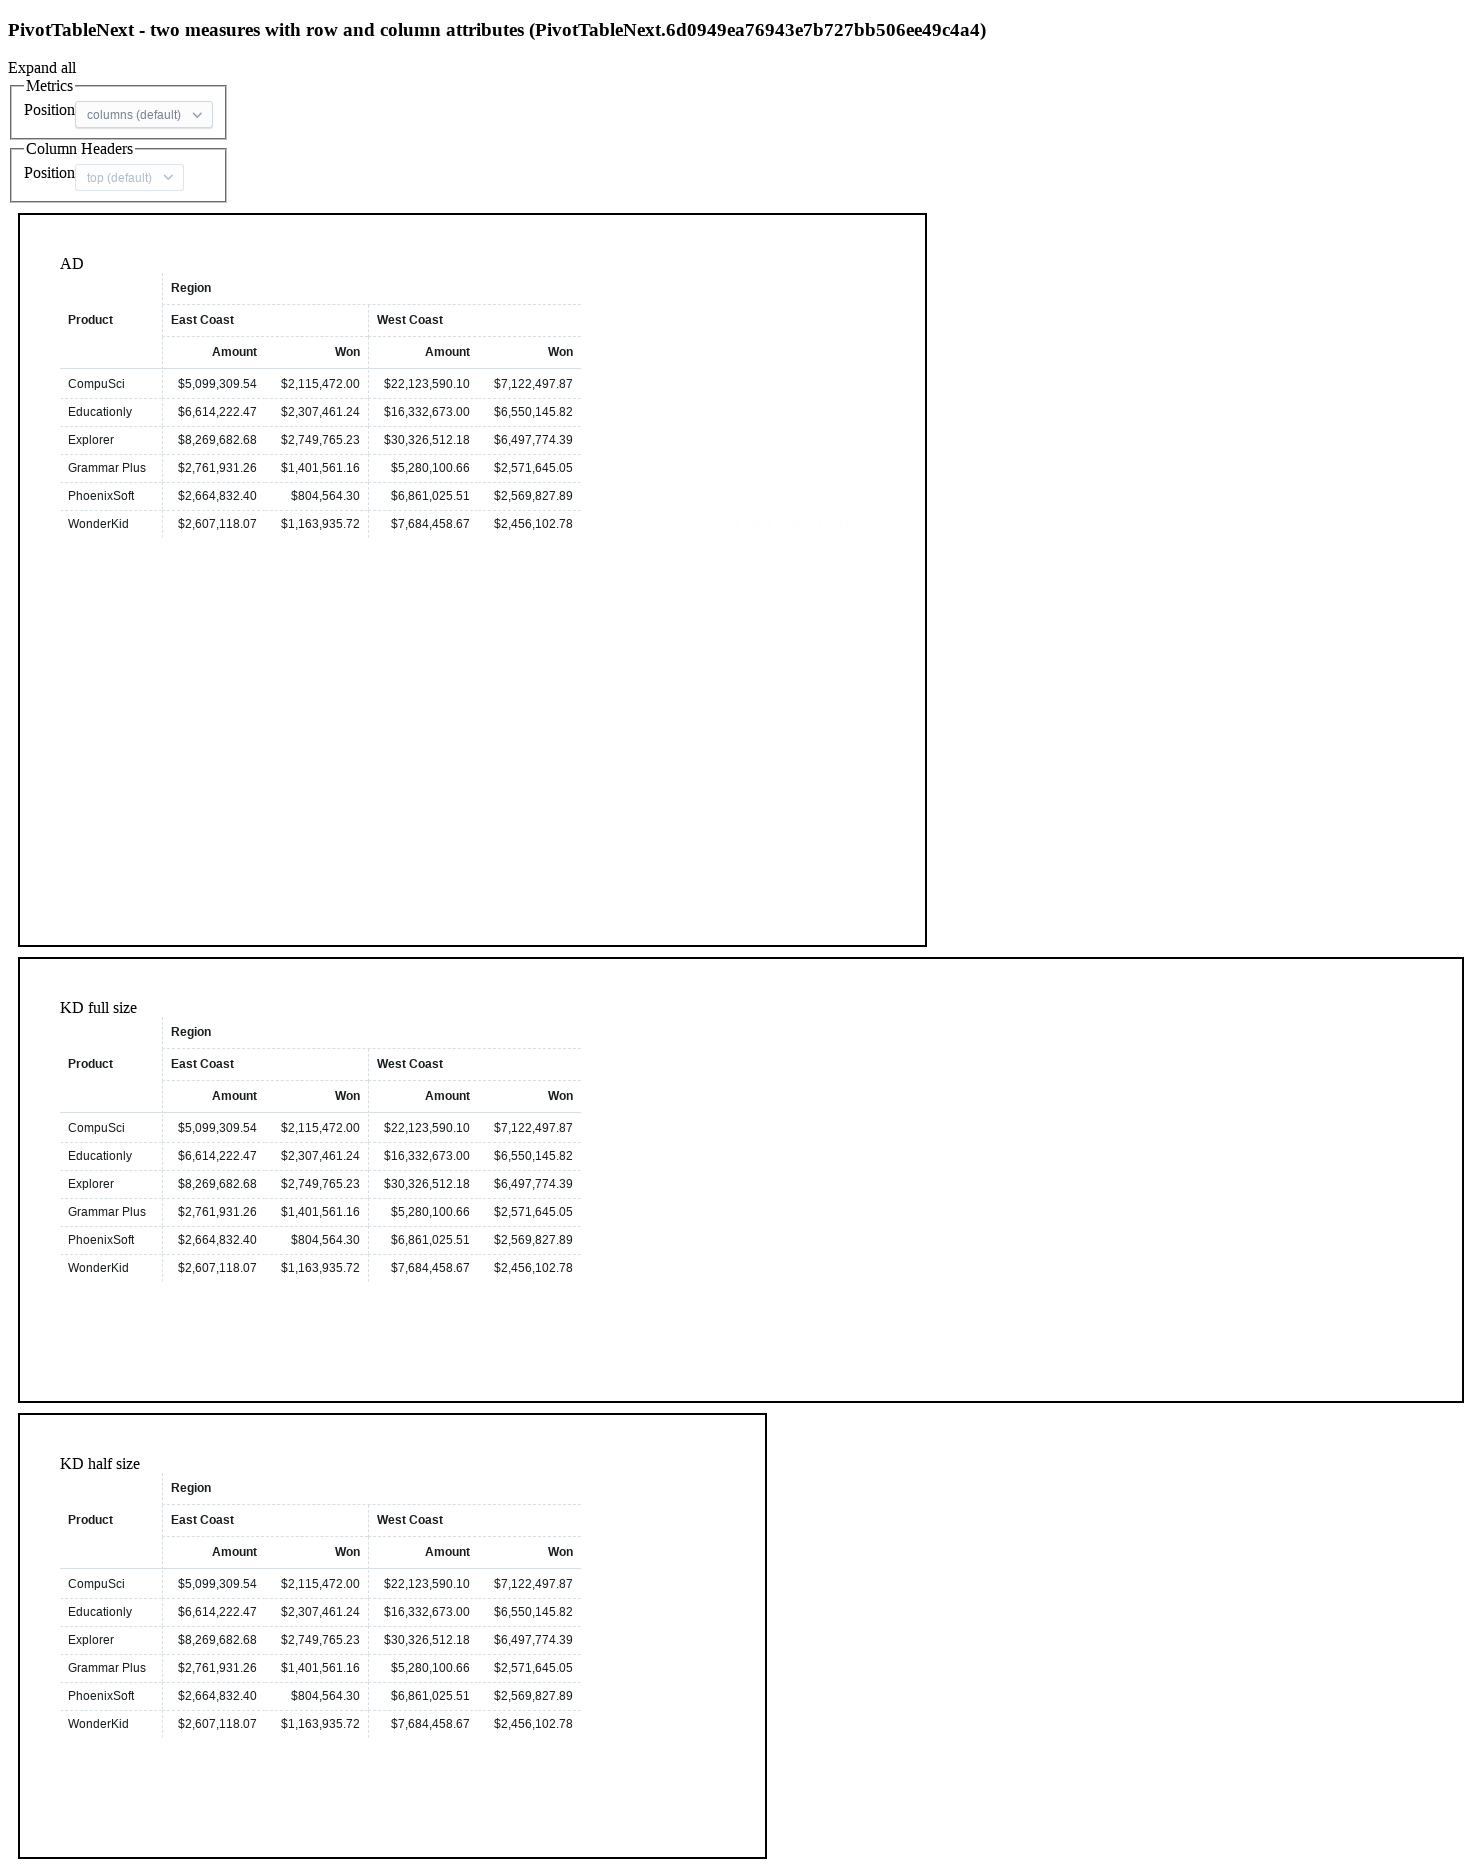 PivotTableNext - two measures with row and column attributes (PivotTableNext.6d0949ea76943e7b727bb506ee49c4a4)
Expand all
Metrics
Position columns (default)
Column Headers
Position top (default)
AD
Region
Product East Coast West Coast
Amount Won Amount Won
CompuSci $5,099,309.54 $2,115,472.00 $22,123,590.10 $7,122,497.87
Educationly $6,614,222.47 $2,307,461.24 $16,332,673.00 $6,550,145.82
Explorer $8,269,682.68 $2,749,765.23 $30,326,512.18 $6,497,774.39
Grammar Plus $2,761,931.26 $1,401,561.16 $5,280,100.66 $2,571,645.05
PhoenixSoft $2,664,832.40 $804,564.30 $6,861,025.51 $2,569,827.89
WonderKid $2,607,118.07 $1,163,935.72 $7,684,458.67 $2,456,102.78
KD full size
Region
Product East Coast West Coast
Amount Won Amount Won
CompuSci $5,099,309.54 $2,115,472.00 $22,123,590.10 $7,122,497.87
Educationly $6,614,222.47 $2,307,461.24 $16,332,673.00 $6,550,145.82
Explorer $8,269,682.68 $2,749,765.23 $30,326,512.18 $6,497,774.39
Grammar Plus $2,761,931.26 $1,401,561.16 $5,280,100.66 $2,571,645.05
PhoenixSoft $2,664,832.40 $804,564.30 $6,861,025.51 $2,569,827.89
WonderKid $2,607,118.07 $1,163,935.72 $7,684,458.67 $2,456,102.78
KD half size
Region
Product East Coast West Coast
Amount Won Amount Won
CompuSci $5,099,309.54 $2,115,472.00 $22,123,590.10 $7,122,497.87
Educationly $6,614,222.47 $2,307,461.24 $16,332,673.00 $6,550,145.82
Explorer $8,269,682.68 $2,749,765.23 $30,326,512.18 $6,497,774.39
Grammar Plus $2,761,931.26 $1,401,561.16 $5,280,100.66 $2,571,645.05
PhoenixSoft $2,664,832.40 $804,564.30 $6,861,025.51 $2,569,827.89
WonderKid $2,607,118.07 $1,163,935.72 $7,684,458.67 $2,456,102.78